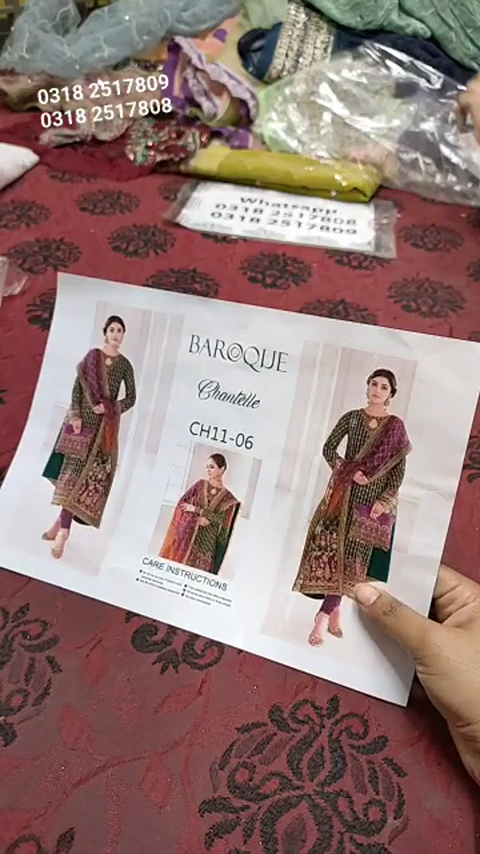 0318 2517809
0318 2517808
Whatsapp
0318 2517808
0318 2517809
BAROQUE
Chantelle
CH11-06
CARE INSTRUCTIONS